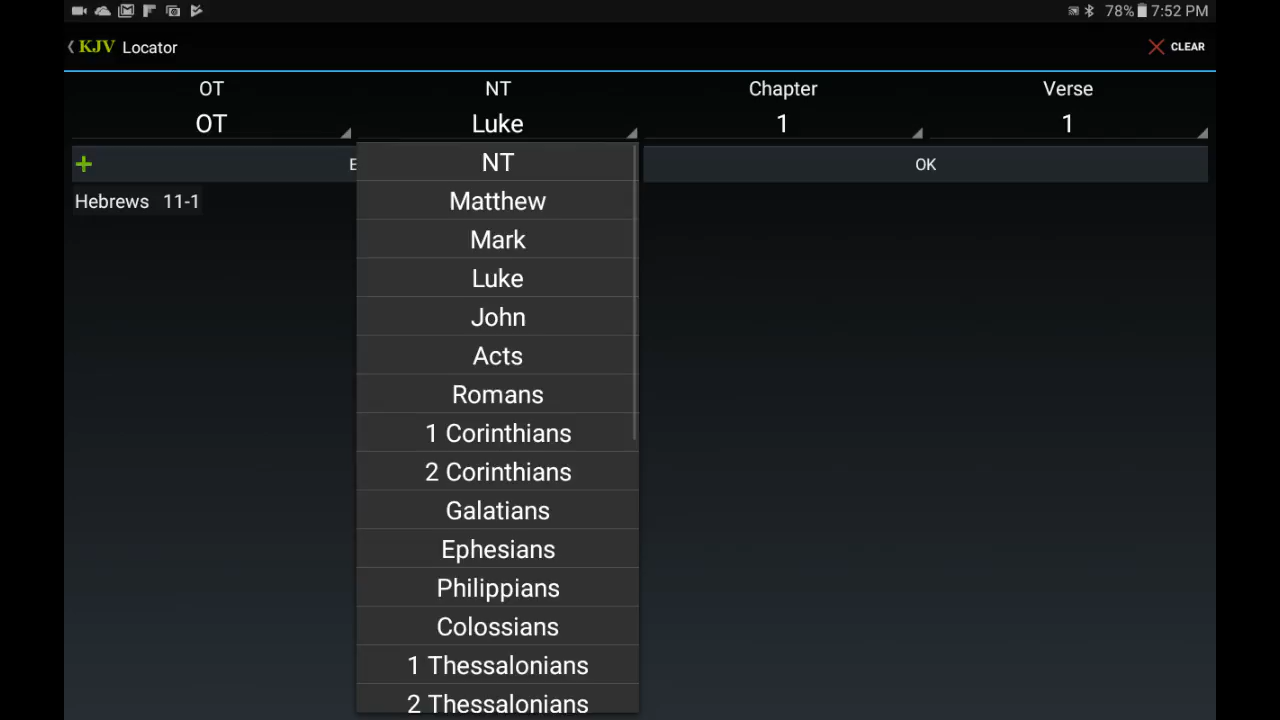 78% 7:52 PM
KJV Locator
CLEAR
OT NT Chapter Verse
OT Luke 1 1
E OK
Hebrews 11-1
NT
Matthew
Mark
Luke
John
Acts
Romans
1 Corinthians
2 Corinthians
Galatians
Ephesians
Philippians
Colossians
1 Thessalonians
2 Thessalonians